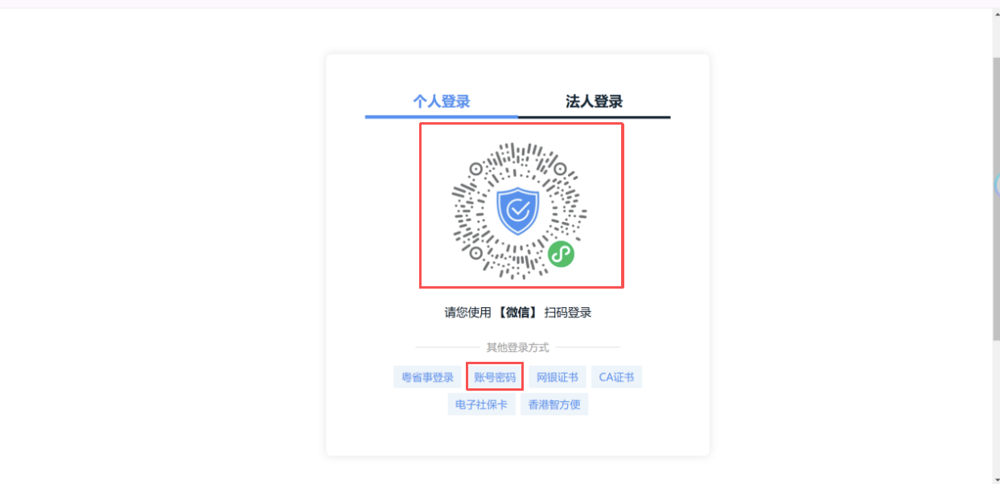 个人登录 法人登录
请您使用【微信】扫码登录
其他登录方式
粤省事登录 账号密码 网银证书 CA证书
电子社保卡 香港智方便